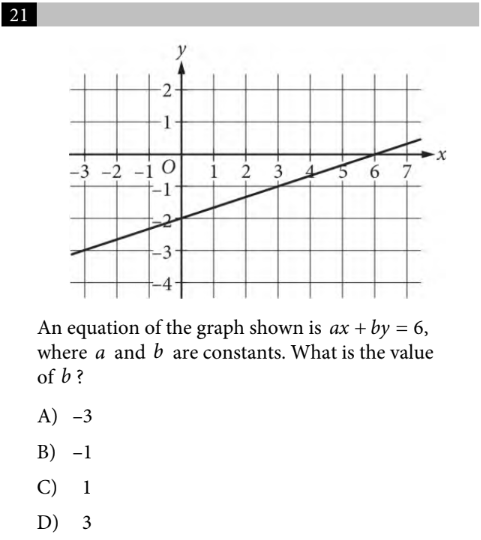 21
y
2
1
-3 -2 -1 O 1 2 3 4 5 6 7 x
-1
-2
-3
-4
An equation of the graph shown is ax + by = 6,
where a and b are constants. What is the value
of b ?
A) –3
B) –1
C) 1
D) 3